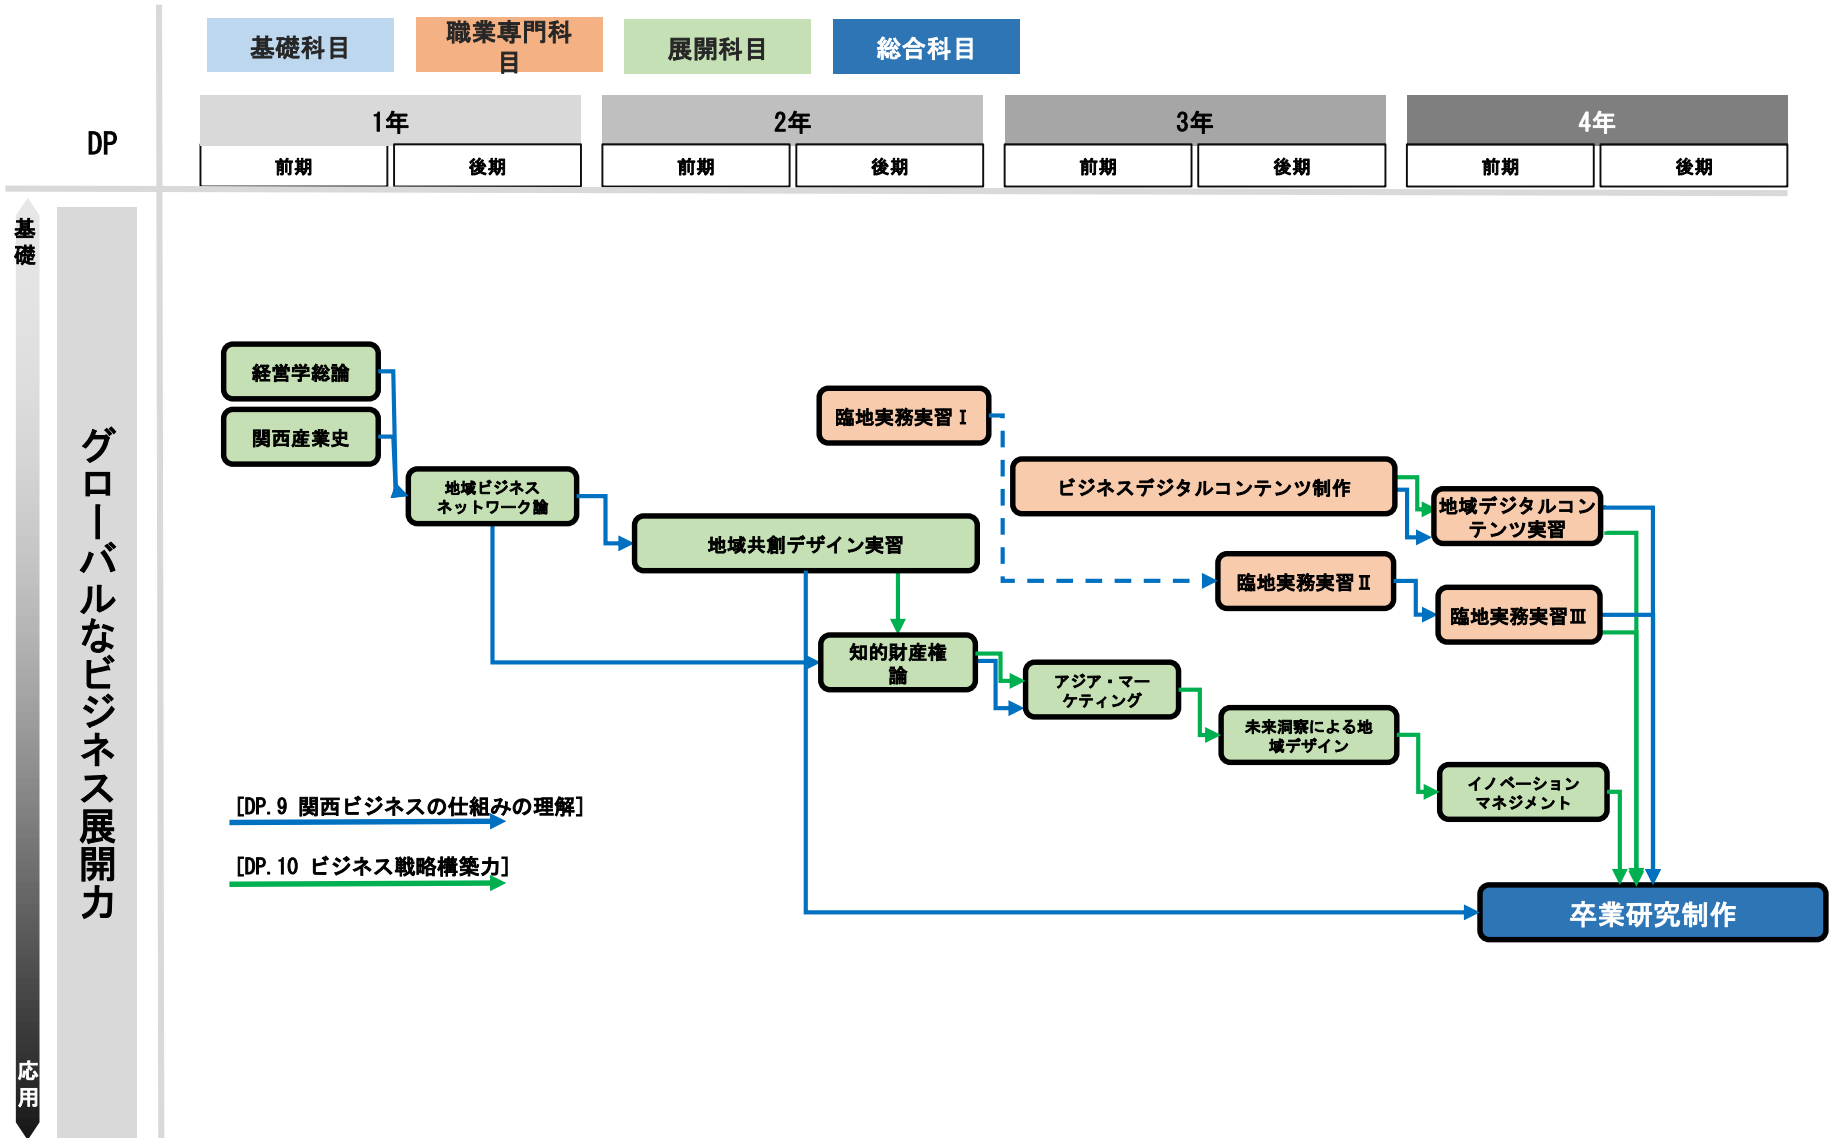 基礎科目
職業専門科
目
展開科目
総合科目
DP
1年
2年
3年
4年
前期
後期
前期
後期
前期
後期
前期
後期
基
礎
グローバルなビジネス展開力
経営学総論
関西産業史
地域ビジネス
ネットワーク論
臨地実務実習Ⅰ
ビジネスデジタルコンテンツ制作
地域デジタルコン
テンツ実習
地域共創デザイン実習
臨地実務実習Ⅱ
臨地実務実習Ⅲ
知的財産権
論
アジア・マー
ケティング
未来洞察による地
域デザイン
イノベーション
マネジメント
[DP.9 関西ビジネスの仕組みの理解]
[DP.10 ビジネス戦略構築力]
卒業研究制作
応
用